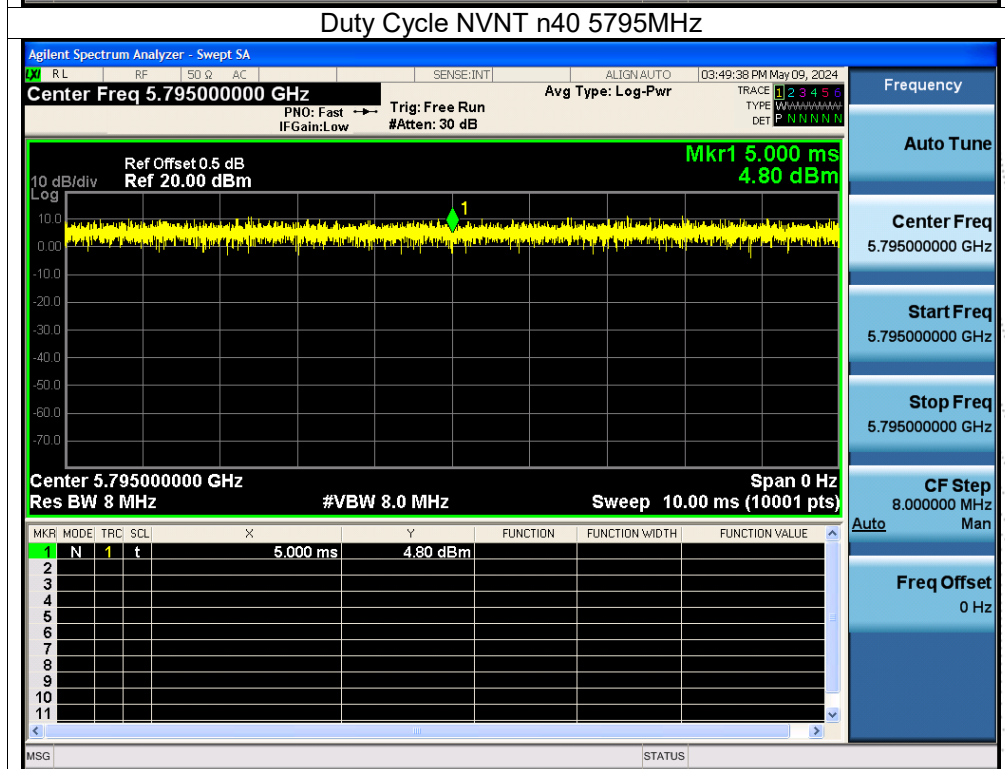 Duty Cycle NVNT n40 5795MHz
Agilent Spectrum Analyzer - Swept SA
LXI RL RF 50 Ω AC SENSE:INT ALIGN AUTO 03:49:38 PM May 09, 2024
Center Freq 5.795000000 GHz
PNO: Fast
IFGain:Low
Trig: Free Run
#Atten: 30 dB
Avg Type: Log-Pwr
TRACE 1 2 3 4 5 6
TYPE
DET P N N N N N
Frequency
Auto Tune
Center Freq
5.795000000 GHz
Start Freq
5.795000000 GHz
Stop Freq
5.795000000 GHz
CF Step
8.000000 MHz
Auto Man
Freq Offset
0 Hz
Mkr1 5.000 ms
4.80 dBm
Ref Offset 0.5 dB
10 dB/div Ref 20.00 dBm
Log
10.0
0.00
-10.0
-20.0
-30.0
-40.0
-50.0
-60.0
-70.0
1
Center 5.795000000 GHz Span 0 Hz
Res BW 8 MHz #VBW 8.0 MHz Sweep 10.00 ms (10001 pts)
MKR MODE TRC SCL X Y FUNCTION FUNCTION WIDTH FUNCTION VALUE
1 N 1 t 5.000 ms 4.80 dBm
2
3
4
5
6
7
8
9
10
11
MSG STATUS